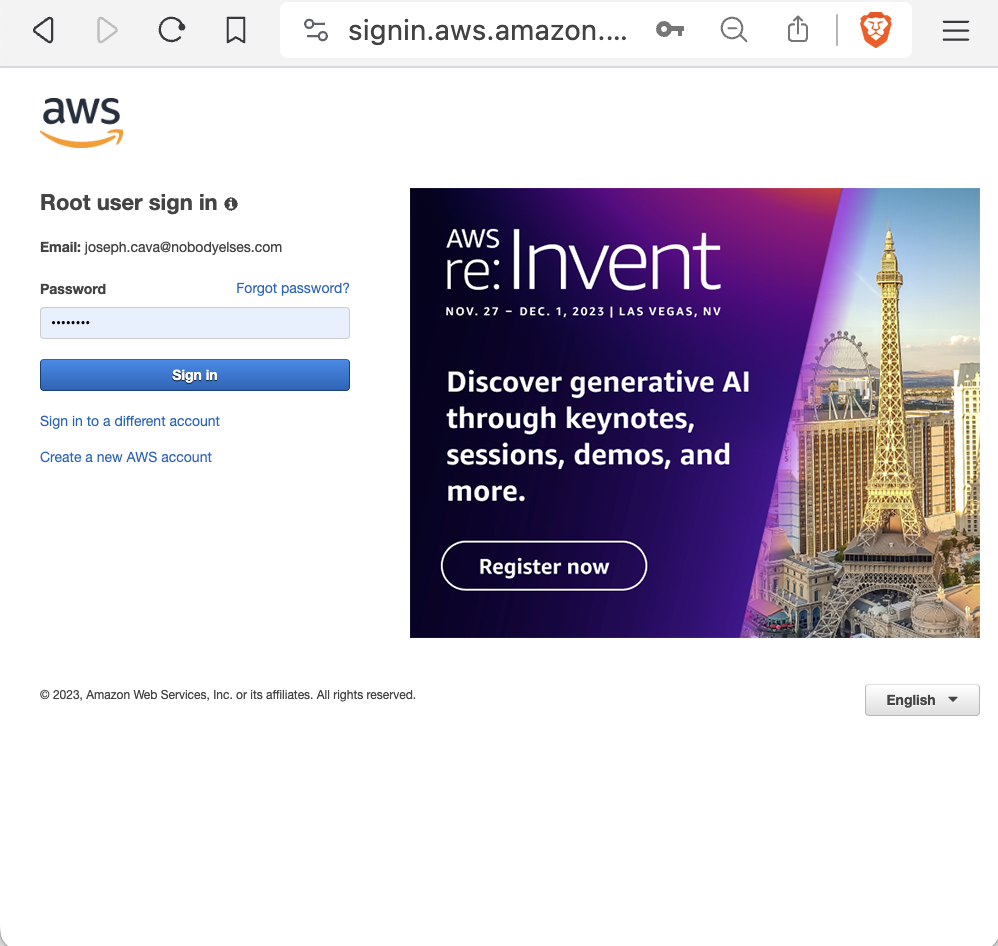 signin.aws.amazon....
aws
Root user sign in
Email: joseph.cava@nobodyelses.com
Password
Forgot password?
••••••••
Sign in
Sign in to a different account
Create a new AWS account
AWS
re:Invent
NOV. 27 – DEC. 1, 2023 | LAS VEGAS, NV
Discover generative AI
through keynotes,
sessions, demos, and
more.
Register now
© 2023, Amazon Web Services, Inc. or its affiliates. All rights reserved.
English